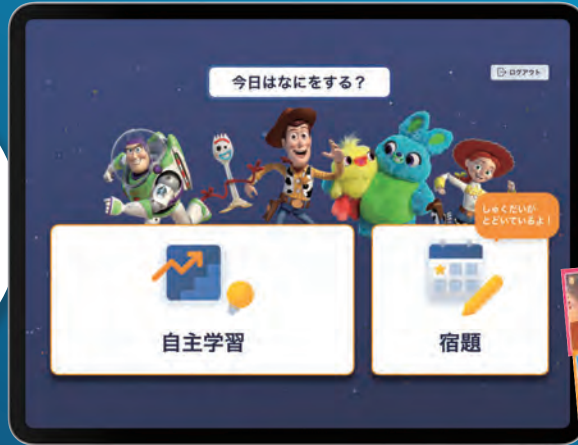 今日はなにをする？
ログアウト
しゅくだいが
とどいているよ！
自主学習
宿題